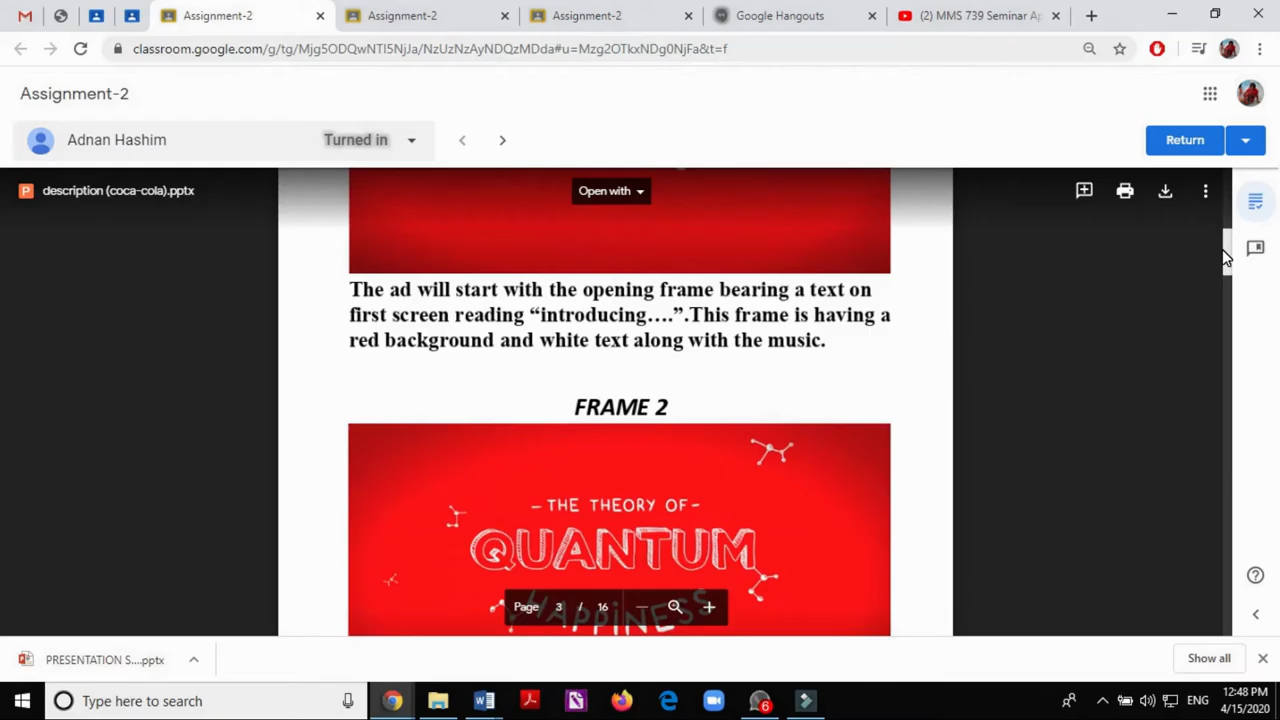 Assignment-2
Assignment-2
Assignment-2
Google Hangouts
(2) MMS 739 Seminar Ap
classroom.google.com/g/tg/Mjg5ODQwNTI5NjJa/NzUzNzAyNDQzMDda#u=Mzg2OTkxNDg0NjFa&t=f
Assignment-2
Adnan Hashim
Turned in
Return
description (coca-cola).pptx
Open with
The ad will start with the opening frame bearing a text on
first screen reading “introducing….”.This frame is having a
red background and white text along with the music.
FRAME 2
-THE THEORY OF-
QUANTUM
HAPPINESS
Page 3 / 16
PRESENTATION S....pptx
Show all
Type here to search
6
ENG
12:48 PM
4/15/2020